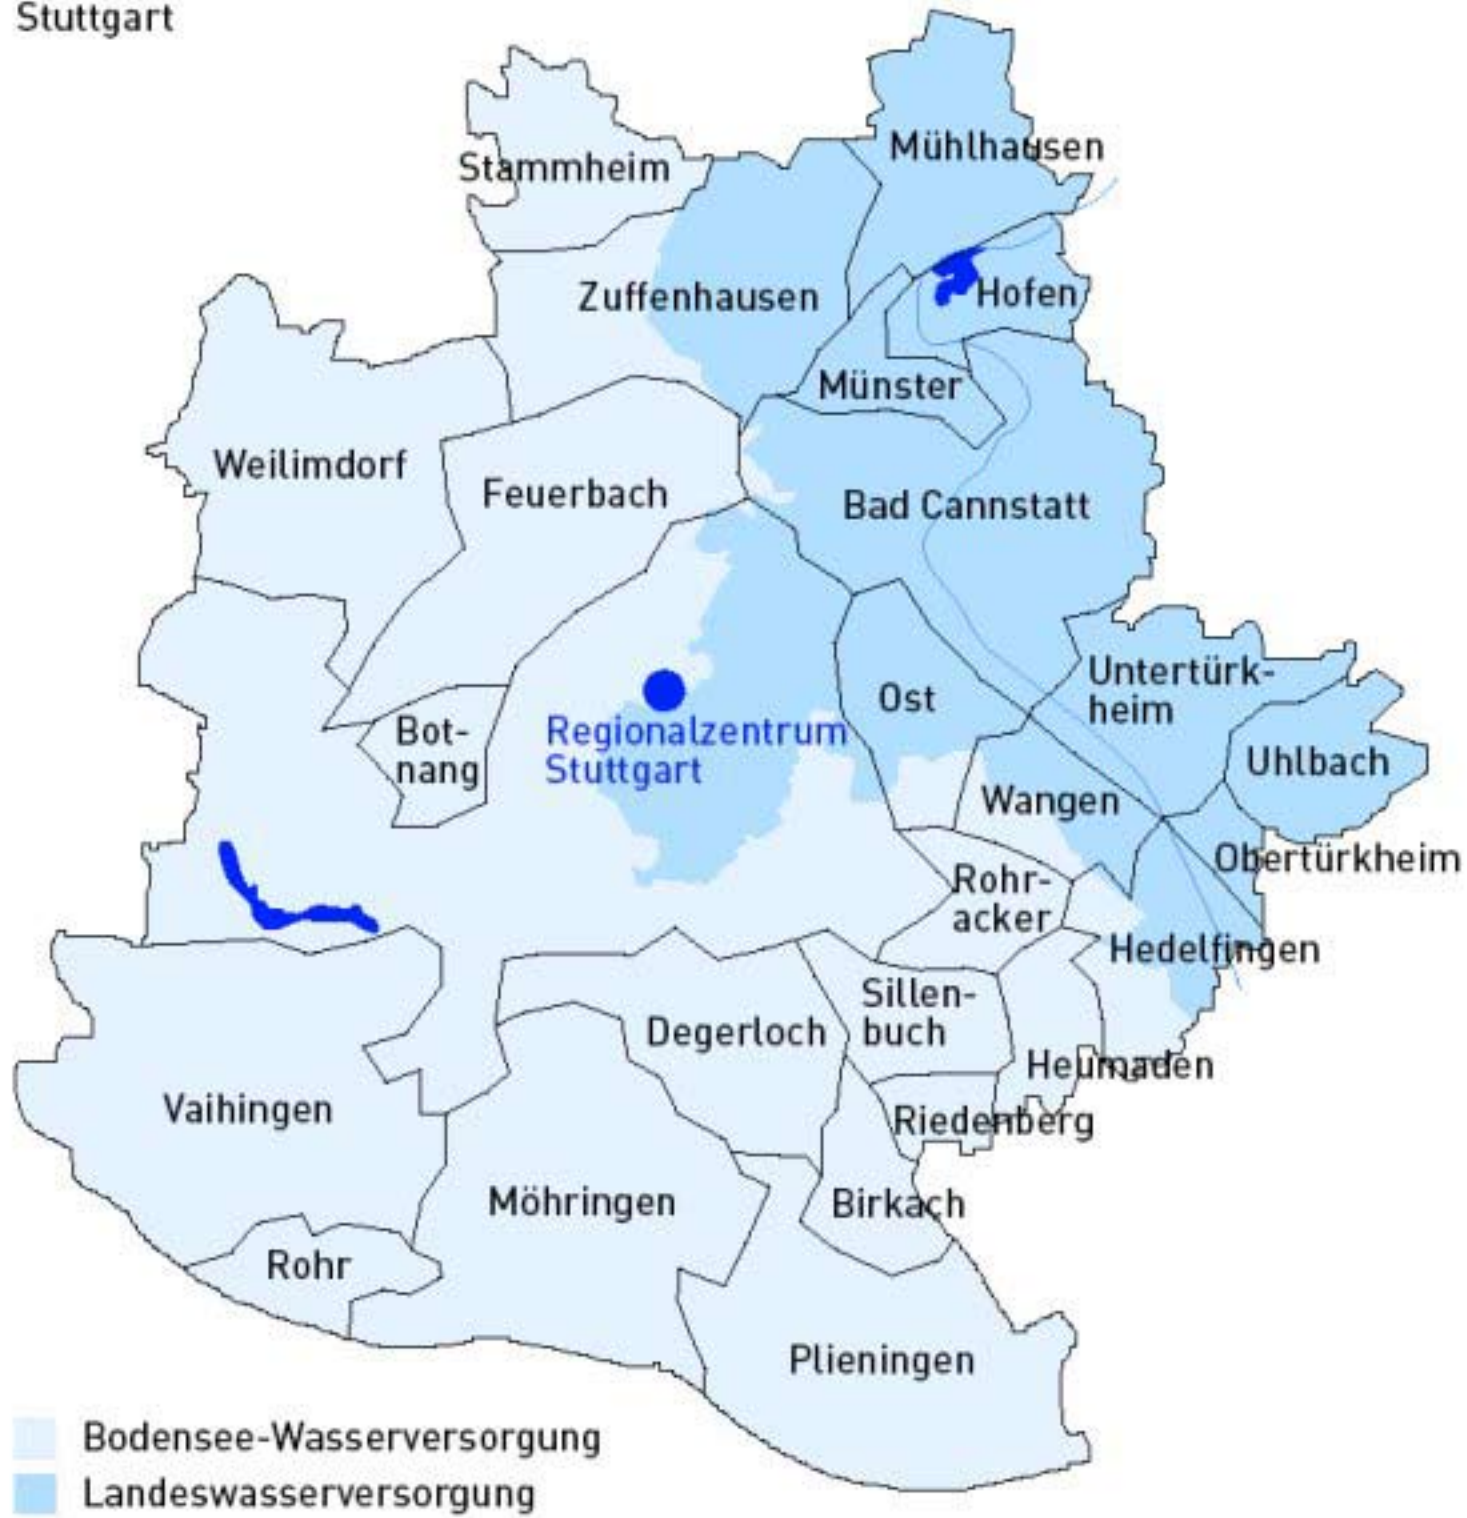 Stuttgart
Mühlhausen
Stammheim
Zuffenhausen
Hofen
Münster
Weilimdorf
Feuerbach
Bad Cannstatt
Untertürk-
heim
Ost
Bot-
nang
Regionalzentrum
Stuttgart
Uhlbach
Wangen
Obertürkheim
Rohr-
acker
Hedelfingen
Sillen-
buch
Degerloch
Heumaden
Vaihingen
Riedenberg
Möhringen
Birkach
Rohr
Plieningen
Bodensee-Wasserversorgung
Landeswasserversorgung